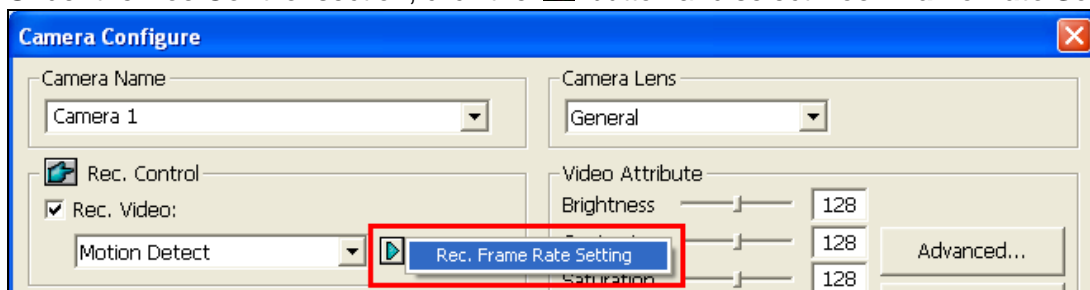 Camera Configure
Camera Name
Camera Lens
Camera 1
General
Rec. Control
Video Attribute
Rec. Video:
Brightness
128
Motion Detect
Rec. Frame Rate Setting
128
Advanced...
Saturation
128